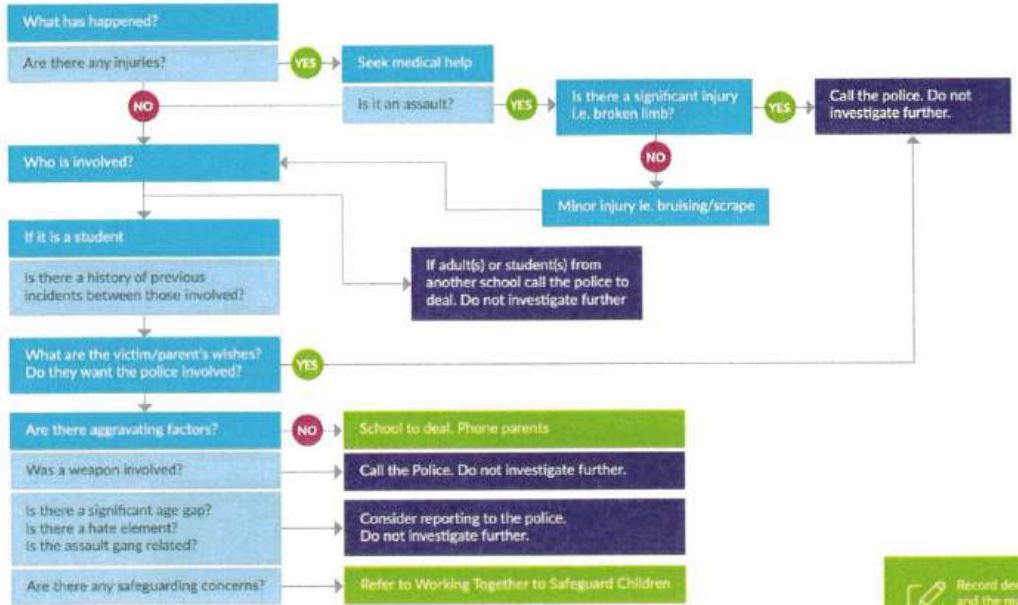 What has happened?
Are there any injuries?
YES
Seek medical help
NO
Is it an assault?
YES
Is there a significant injury
i.e. broken limb?
YES
Call the police. Do not
investigate further.
NO
Who is involved?
Minor injury ie. bruising/scrape
If it is a student
Is there a history of previous
incidents between those involved?
If adult(s) or student(s) from
another school call the police to
deal. Do not investigate further
What are the victim/parent's wishes?
Do they want the police involved?
YES
Are there aggravating factors?
NO
School to deal. Phone parents
Was a weapon involved?
Call the Police. Do not investigate further.
Is there a significant age gap?
Is there a hate element?
Is the assault gang related?
Consider reporting to the police.
Do not investigate further.
Are there any safeguarding concerns?
Refer to Working Together to Safeguard Children
Record
and the